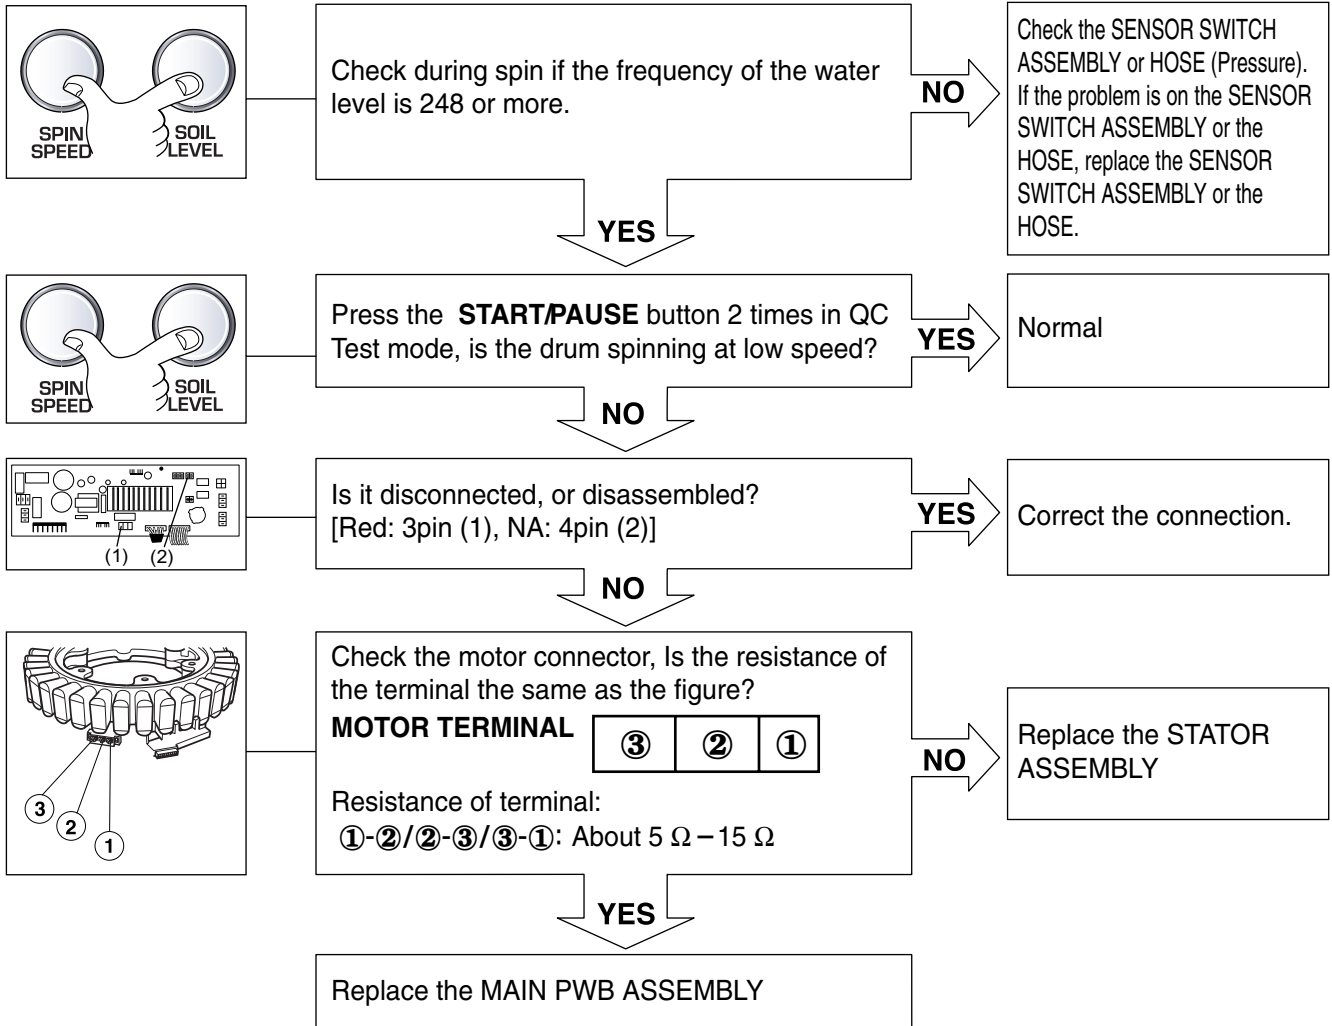 SPIN
SPEED
SOIL
LEVEL
Check during spin if the frequency of the water
level is 248 or more.
NO
Check the SENSOR SWITCH
ASSEMBLY or HOSE (Pressure).
If the problem is on the SENSOR
SWITCH ASSEMBLY or the
HOSE, replace the SENSOR
SWITCH ASSEMBLY or the
HOSE.
YES
SPIN
SPEED
SOIL
LEVEL
Press the START/PAUSE button 2 times in QC
Test mode, is the drum spinning at low speed?
YES
Normal
NO
(1) (2)
Is it disconnected, or disassembled?
[Red: 3pin (1), NA: 4pin (2)]
YES
Correct the connection.
NO
3
2
1
Check the motor connector, Is the resistance of
the terminal the same as the figure?
MOTOR TERMINAL ③ ② ①
Resistance of terminal:
①-②/②-③/③-①: About 5 Ω – 15 Ω
NO
Replace the STATOR
ASSEMBLY
YES
Replace the MAIN PWB ASSEMBLY